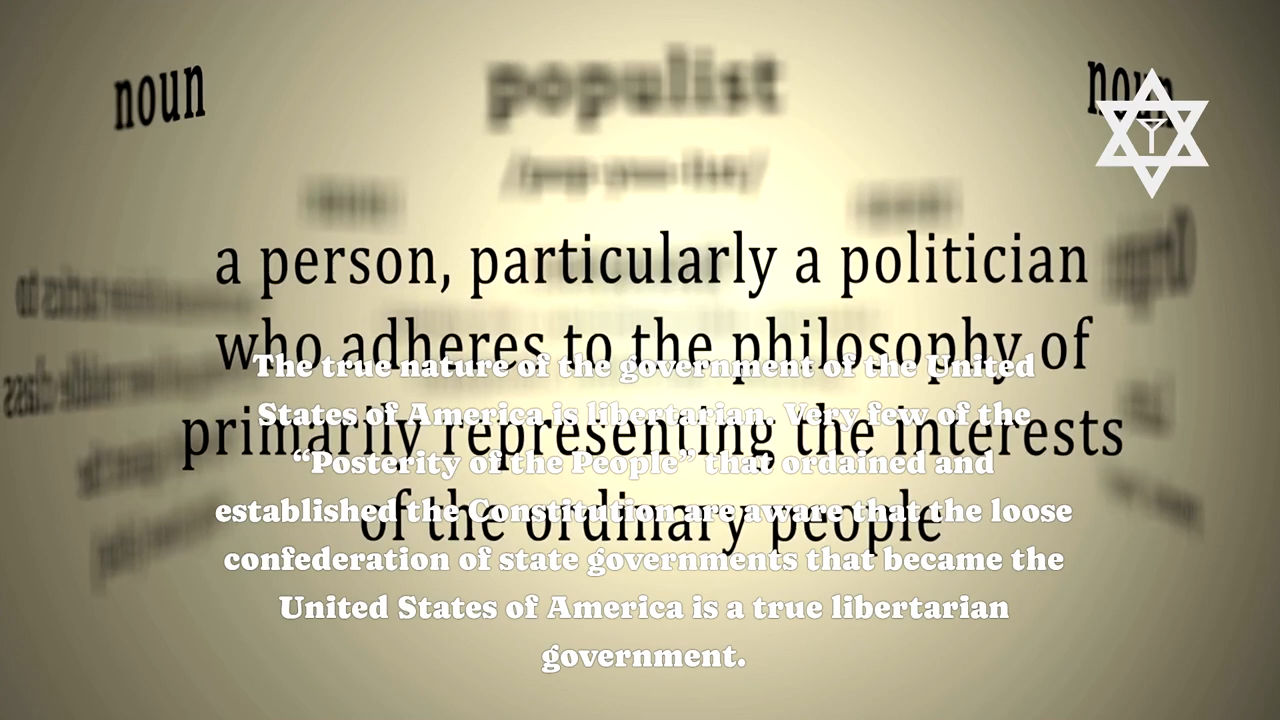 noun
populist
noun
a person, particularly a politician
who adheres to the philosophy of
primarily representing the interests
of the ordinary people
The true nature of the government of the United
States of America is libertarian. Very few of the
“Posterity of the People” that ordained and
established the Constitution are aware that the loose
confederation of state governments that became the
United States of America is a true libertarian
government.